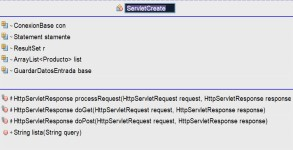 ServletCreate
~ ConexionBase con
~ Statement stamente
~ ResultSet r
~ ArrayList<Producto> list
~ GuardarDatosEntrada base
# HttpServletResponse processRequest(HttpServletRequest request, HttpServletResponse response
# HttpServletResponse doGet(HttpServletRequest request, HttpServletResponse response)
# HttpServletResponse doPost(HttpServletRequest request, HttpServletResponse response)
+ String lista(String query)